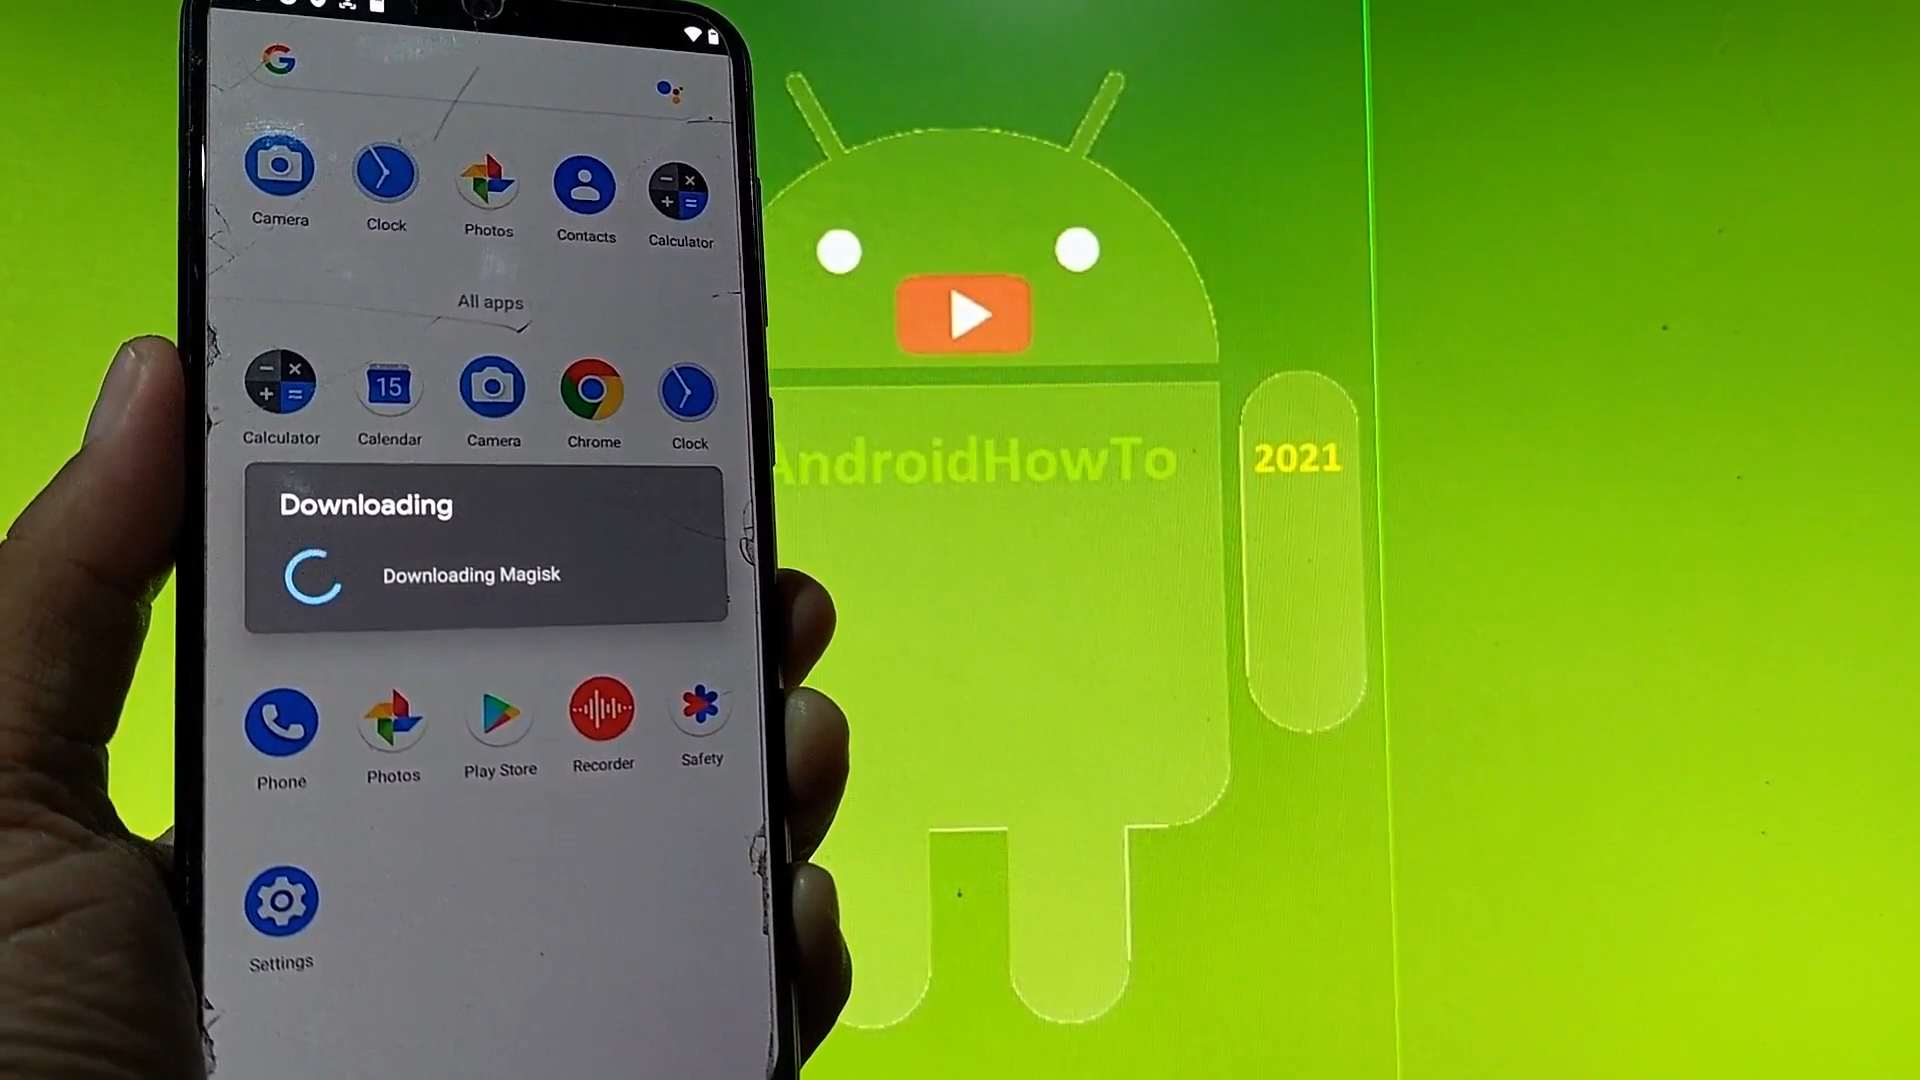 Camera
Clock
Photos
Contacts
Calculator
All apps
Calculator
15
Calendar
Camera
Chrome
Clock
Downloading
Downloading Magisk
Phone
Photos
Play Store
Recorder
Safety
Settings
AndroidHowTo
2021